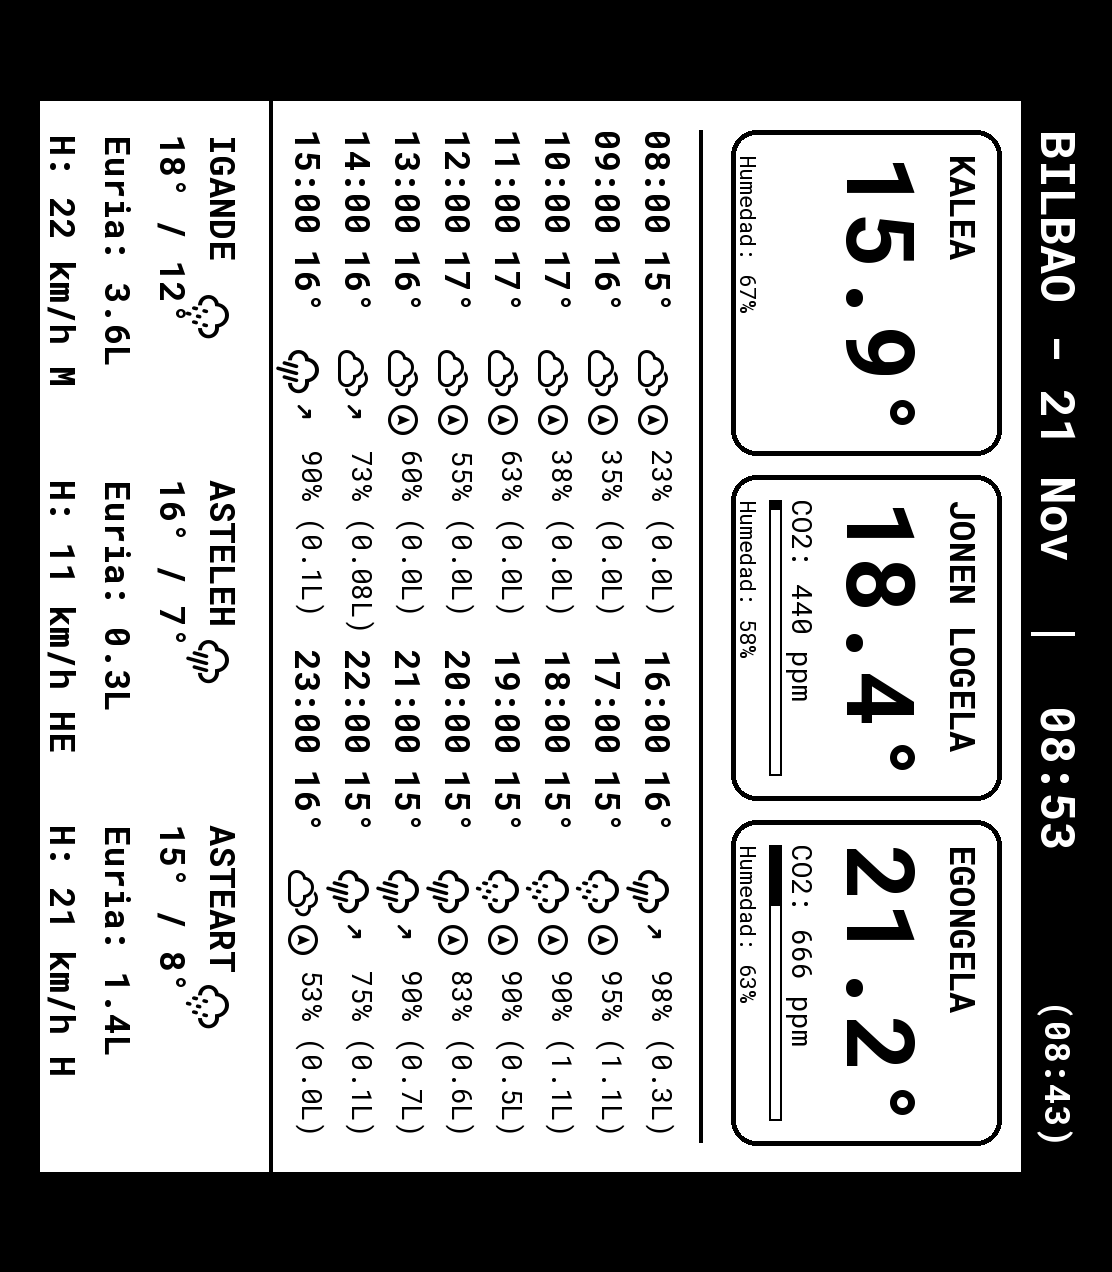 BILBAO - 21 Nov | 08:53 (08:43)
KALEA
15.9°
Humedad: 67%
JONEN LOGELA
18.4°
CO2: 440 ppm
Humedad: 58%
EGONGELA
21.2°
CO2: 666 ppm
Humedad: 63%
08:00 15° 23% (0.0L)
09:00 16° 35% (0.0L)
10:00 17° 38% (0.0L)
11:00 17° 63% (0.0L)
12:00 17° 55% (0.0L)
13:00 16° 60% (0.0L)
14:00 16° 73% (0.08L)
15:00 16° 90% (0.1L)
16:00 16° 98% (0.3L)
17:00 15° 95% (1.1L)
18:00 15° 90% (1.1L)
19:00 15° 90% (0.5L)
20:00 15° 83% (0.6L)
21:00 15° 90% (0.7L)
22:00 15° 75% (0.1L)
23:00 16° 53% (0.0L)
IGANDE
18° / 12°
Euria: 3.6L
H: 22 km/h M
ASTELEH
16° / 7°
Euria: 0.3L
H: 11 km/h HE
ASTEART
15° / 8°
Euria: 1.4L
H: 21 km/h H